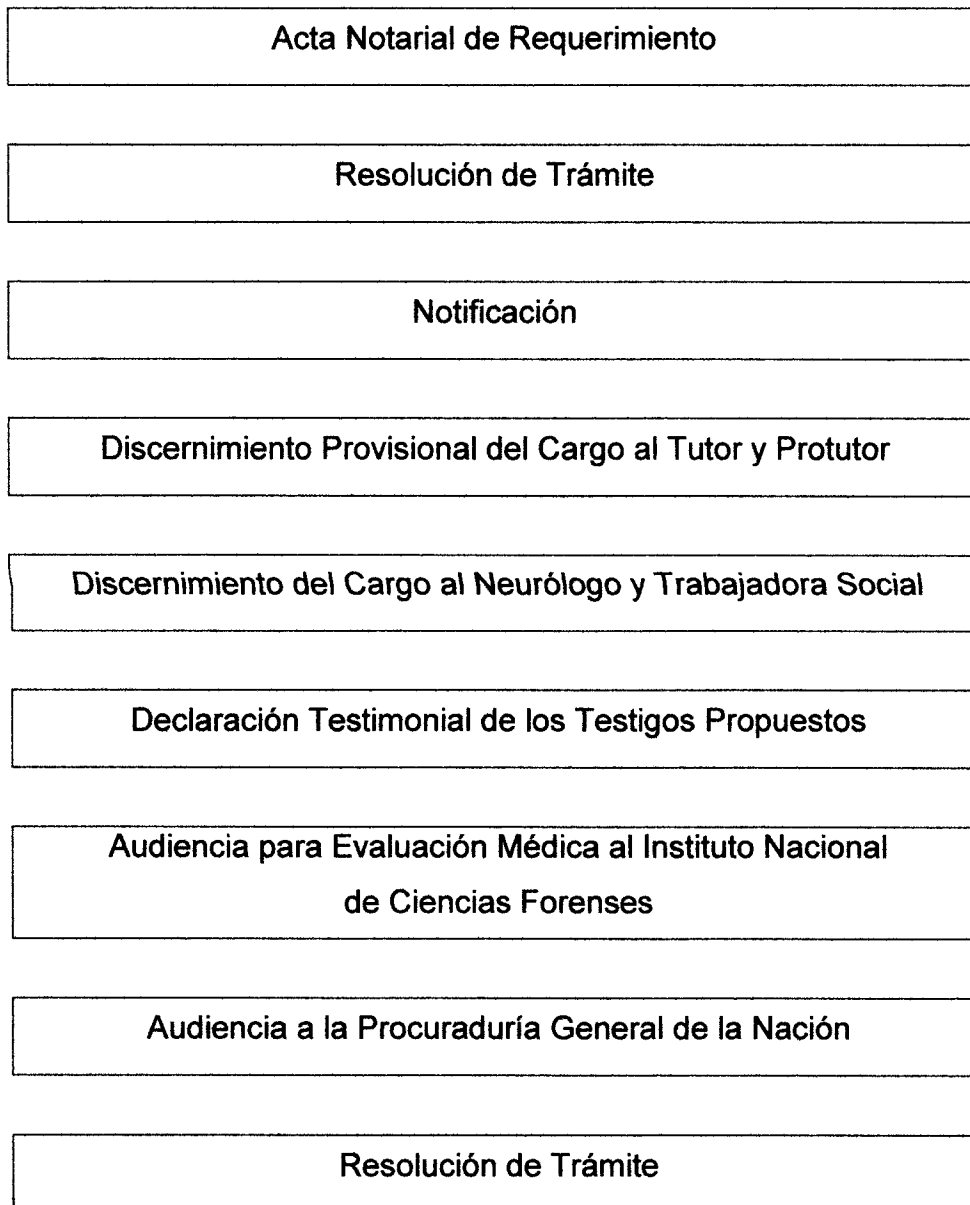 Acta Notarial de Requerimiento
Resolución de Trámite
Notificación
Discernimiento Provisional del Cargo al Tutor y Protutor
Discernimiento del Cargo al Neurólogo y Trabajadora Social
Declaración Testimonial de los Testigos Propuestos
Audiencia para Evaluación Médica al Instituto Nacional
de Ciencias Forenses
Audiencia a la Procuraduría General de la Nación
Resolución de Trámite